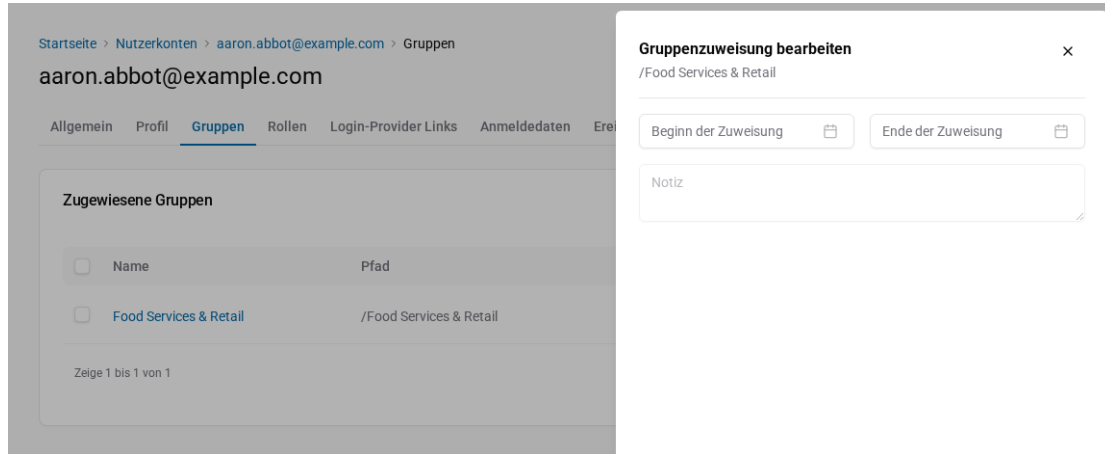 Startseite > Nutzerkonten > aaron.abbot@example.com > Gruppen
aaron.abbot@example.com
Allgemein Profil Gruppen Rollen Login-Provider Links Anmeldedaten Erei
Zugewiesene Gruppen
Name Pfad
Food Services & Retail /Food Services & Retail
Zeige 1 bis 1 von 1
Gruppenzuweisung bearbeiten
/Food Services & Retail
Beginn der Zuweisung Ende der Zuweisung
Notiz